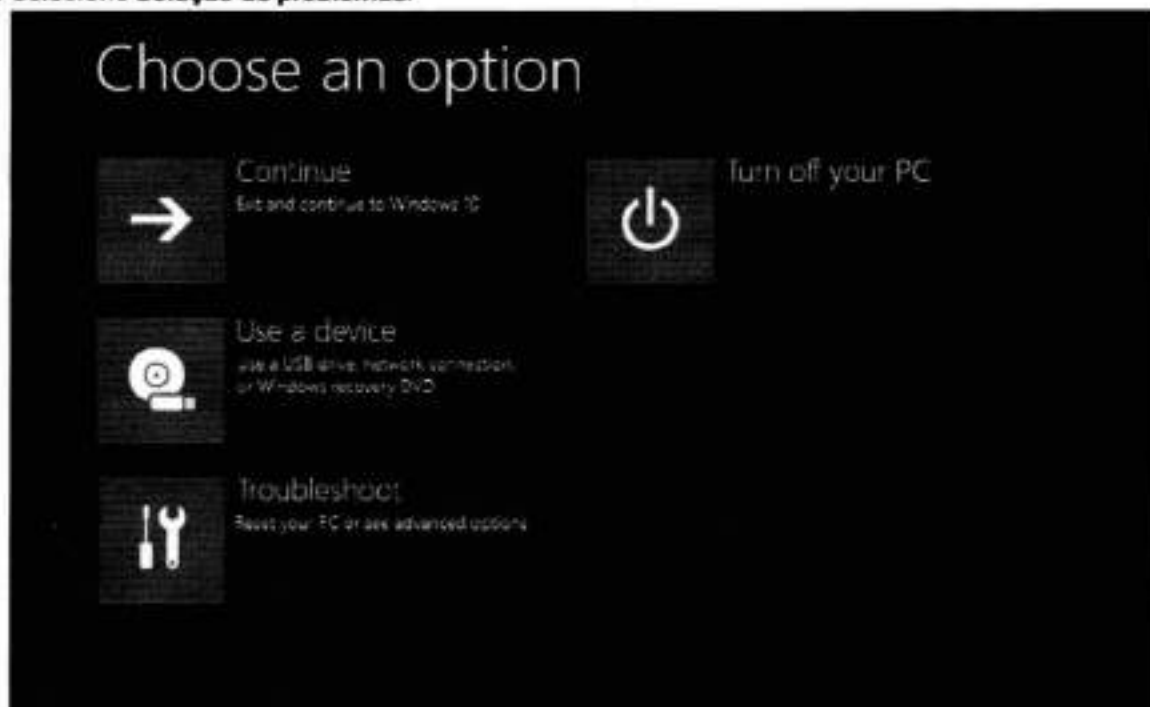 Choose an option
Continue
Exit and continue to Windows 10
Turn off your PC
Use a device
Use a USB drive, network connection,
or Windows recovery DVD
Troubleshoot
Reset your PC or see advanced options